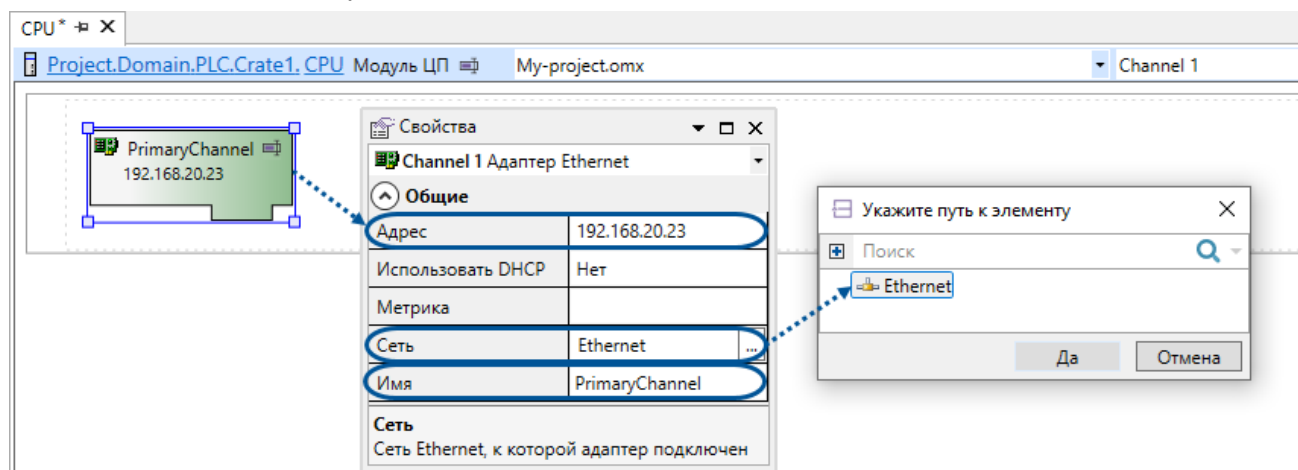 CPU*
Project.Domain.PLC.Crate1. CPU Модуль ЦП My-project.omx Channel 1
PrimaryChannel
192.168.20.23
Свойства
Channel 1 Адаптер Ethernet
Общие
Адрес 192.168.20.23
Использовать DHCP Нет
Метрика
Сеть Ethernet ...
Имя PrimaryChannel
Сеть
Сеть Ethernet, к которой адаптер подключен
Укажите путь к элементу
Поиск
Ethernet
Да Отмена